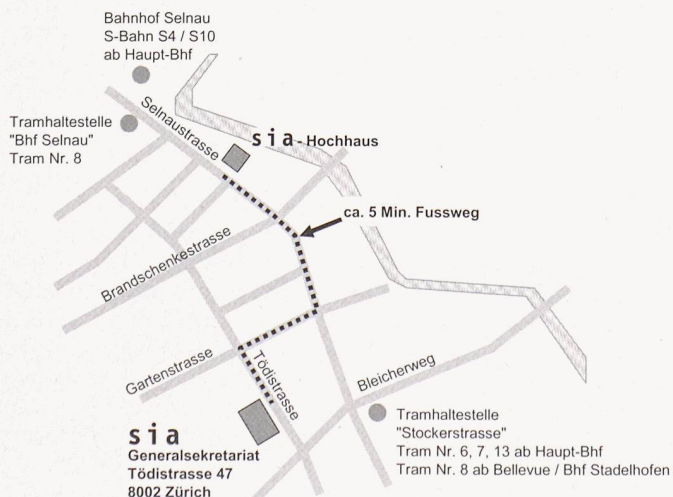 Bahnhof Selnau
S-Bahn S4 / S10
ab Haupt-Bhf
Tramhaltestelle
"Bhf Selnau"
Tram Nr. 8
Selnaustrasse
sia-Hochhaus
ca. 5 Min. Fussweg
Brandschenkestrasse
Gartenstrasse
Tödistrasse
Bleicherweg
sia
Generalsekretariat
Tödistrasse 47
8002 Zürich
Tramhaltestelle
"Stockerstrasse"
Tram Nr. 6, 7, 13 ab Haupt-Bhf
Tram Nr. 8 ab Bellevue / Bhf Stadelhofen